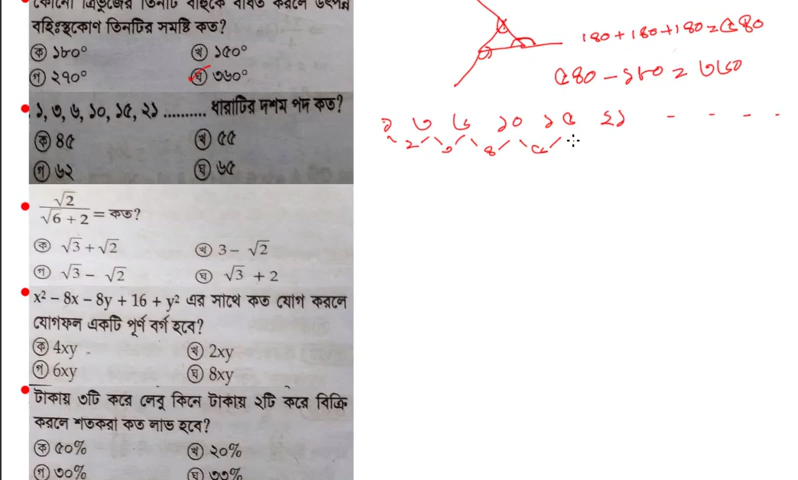 কোনো ত্রিভুজের তিনটি বাহুকে বর্ধিত করলে উৎপন্ন
বহিঃস্থকোণ তিনটির সমষ্টি কত?
ক ১৮০° খ ১৫০°
গ ২৭০° ঘ ৩৬০°
১, ৩, ৬, ১০, ১৫, ২১ .......... ধারাটির দশম পদ কত?
ক 8৫ খ ৫৫
গ ৬২ ঘ ৬৫
√2 / √6 + 2 = কত?
ক √3 + √2 খ 3 − √2
গ √3 − √2 ঘ √3 + 2
x² − 8x − 8y + 16 + y² এর সাথে কত যোগ করলে
যোগফল একটি পূর্ণ বর্গ হবে?
ক 4xy খ 2xy
গ 6xy ঘ 8xy
টাকায় ৩টি করে লেবু কিনে টাকায় ২টি করে বিক্রি
করলে শতকরা কত লাভ হবে?
ক ৫০% খ ২০%
গ ৩০% ঘ ৩৩%
১৮০+১৮০+১৮০=৫৪০
৫৪০ − ১৮০ = ৩৬০
১ ৩ ৬ ১০ ১৫ ২১ - - - -
২ ৩ ৪ ৫